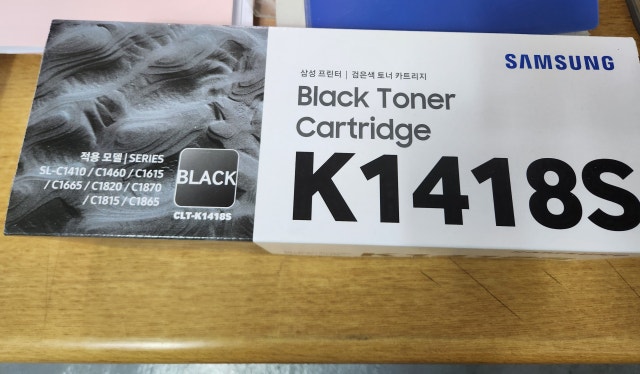 SAMSUNG
삼성 프린터 | 검은색 토너 카트리지
Black Toner
Cartridge
K1418S
적용 모델 | SERIES
SL-C1410 / C1460 / C1615
/ C1665 / C1820 / C1870
/ C1815 / C1865
BLACK
CLT-K1418S